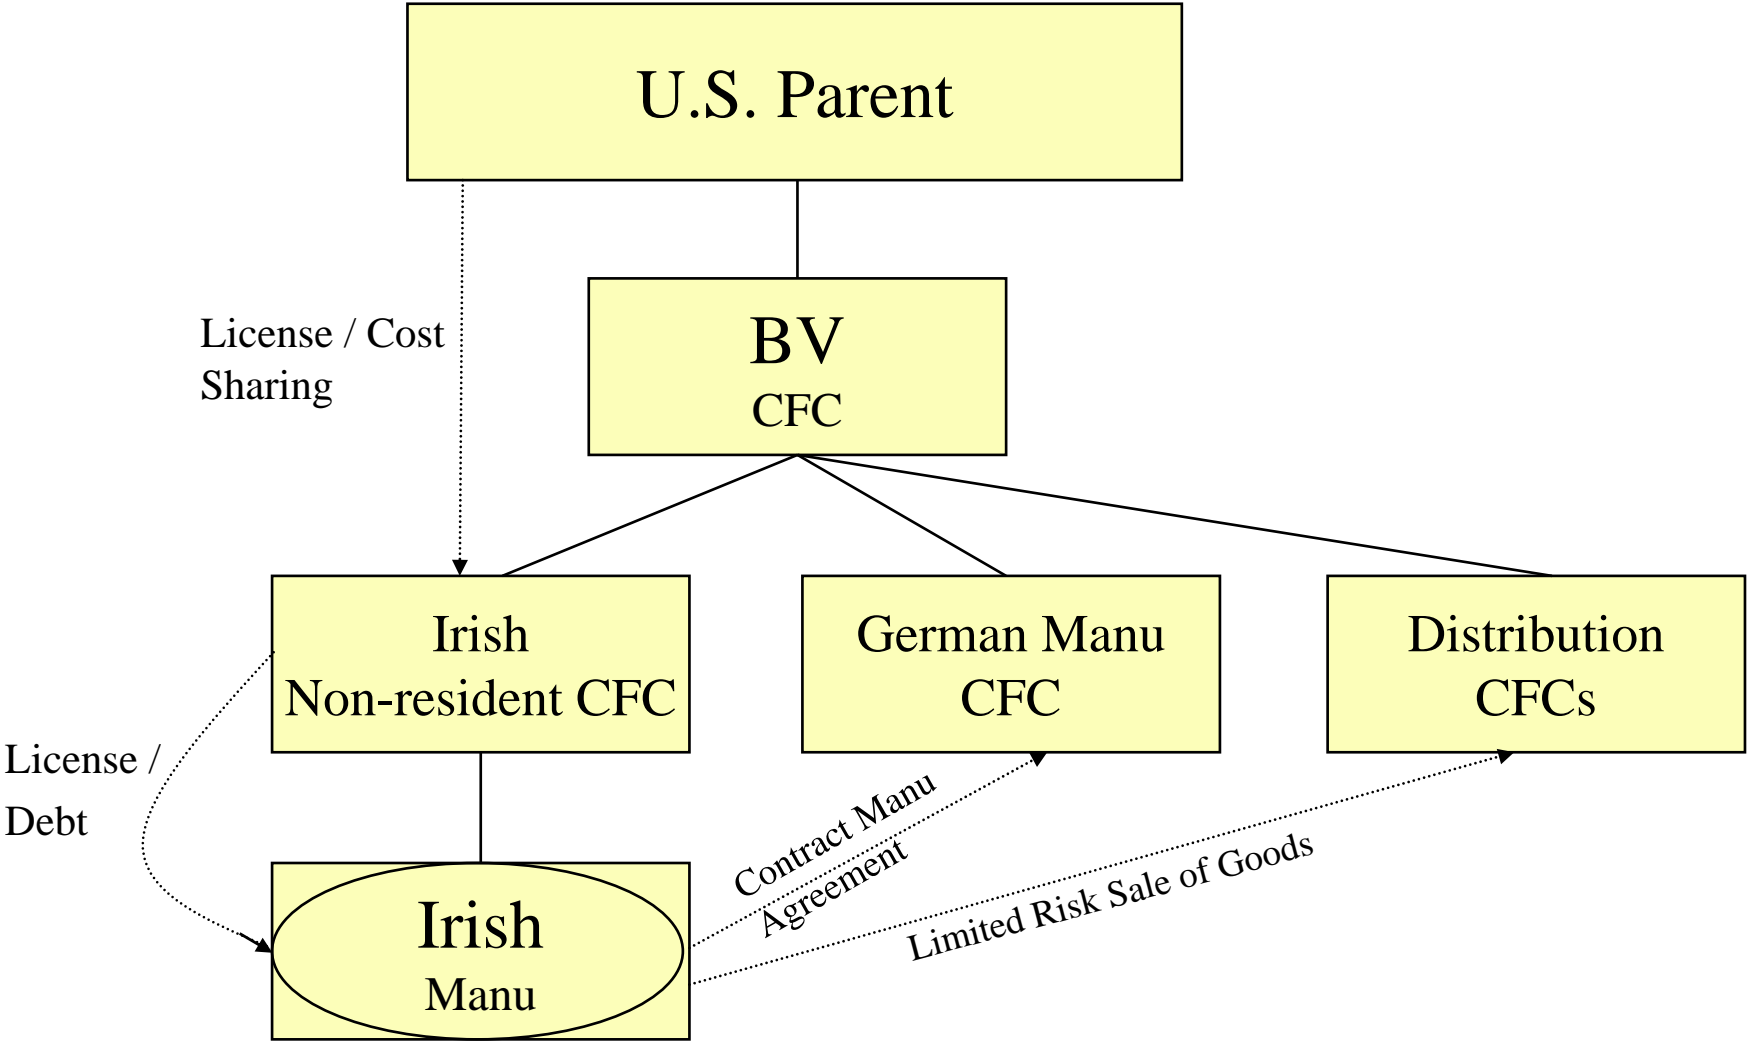 U.S. Parent
License / Cost
Sharing
BV
CFC
Irish
Non-resident CFC
German Manu
CFC
Distribution
CFCs
License /
Debt
Contract Manu
Agreement
Limited Risk Sale of Goods
Irish
Manu